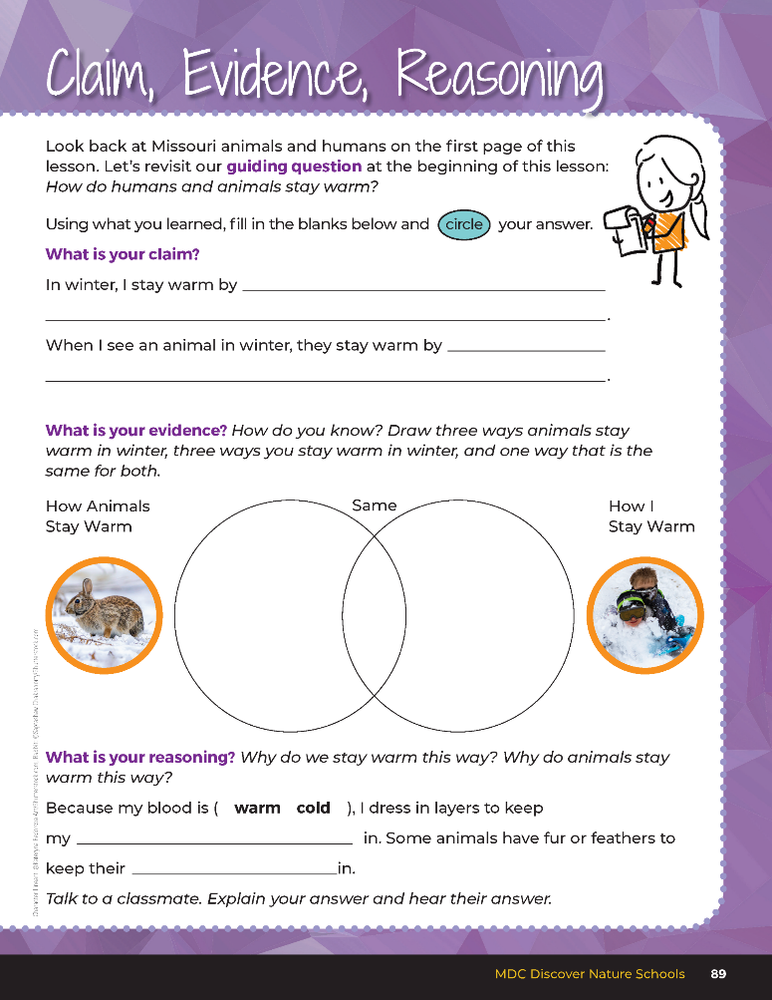 Claim, Evidence, Reasoning
Look back at Missouri animals and humans on the first page of this
lesson. Let's revisit our guiding question at the beginning of this lesson:
How do humans and animals stay warm?
Using what you learned, fill in the blanks below and circle your answer.
What is your claim?
In winter, I stay warm by
.
When I see an animal in winter, they stay warm by
.
What is your evidence? How do you know? Draw three ways animals stay
warm in winter, three ways you stay warm in winter, and one way that is the
same for both.
How Animals
Stay Warm
Same
How I
Stay Warm
What is your reasoning? Why do we stay warm this way? Why do animals stay
warm this way?
Because my blood is ( warm cold ), I dress in layers to keep
my in. Some animals have fur or feathers to
keep their in.
Talk to a classmate. Explain your answer and hear their answer.
MDC Discover Nature Schools 89